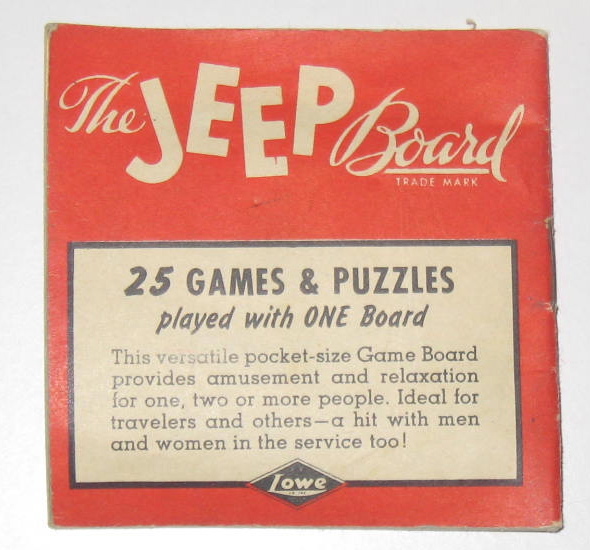 The JEEP Board
TRADE MARK
25 GAMES & PUZZLES
played with ONE Board
This versatile pocket-size Game Board
provides amusement and relaxation
for one, two or more people. Ideal for
travelers and others—a hit with men
and women in the service too!
Lowe